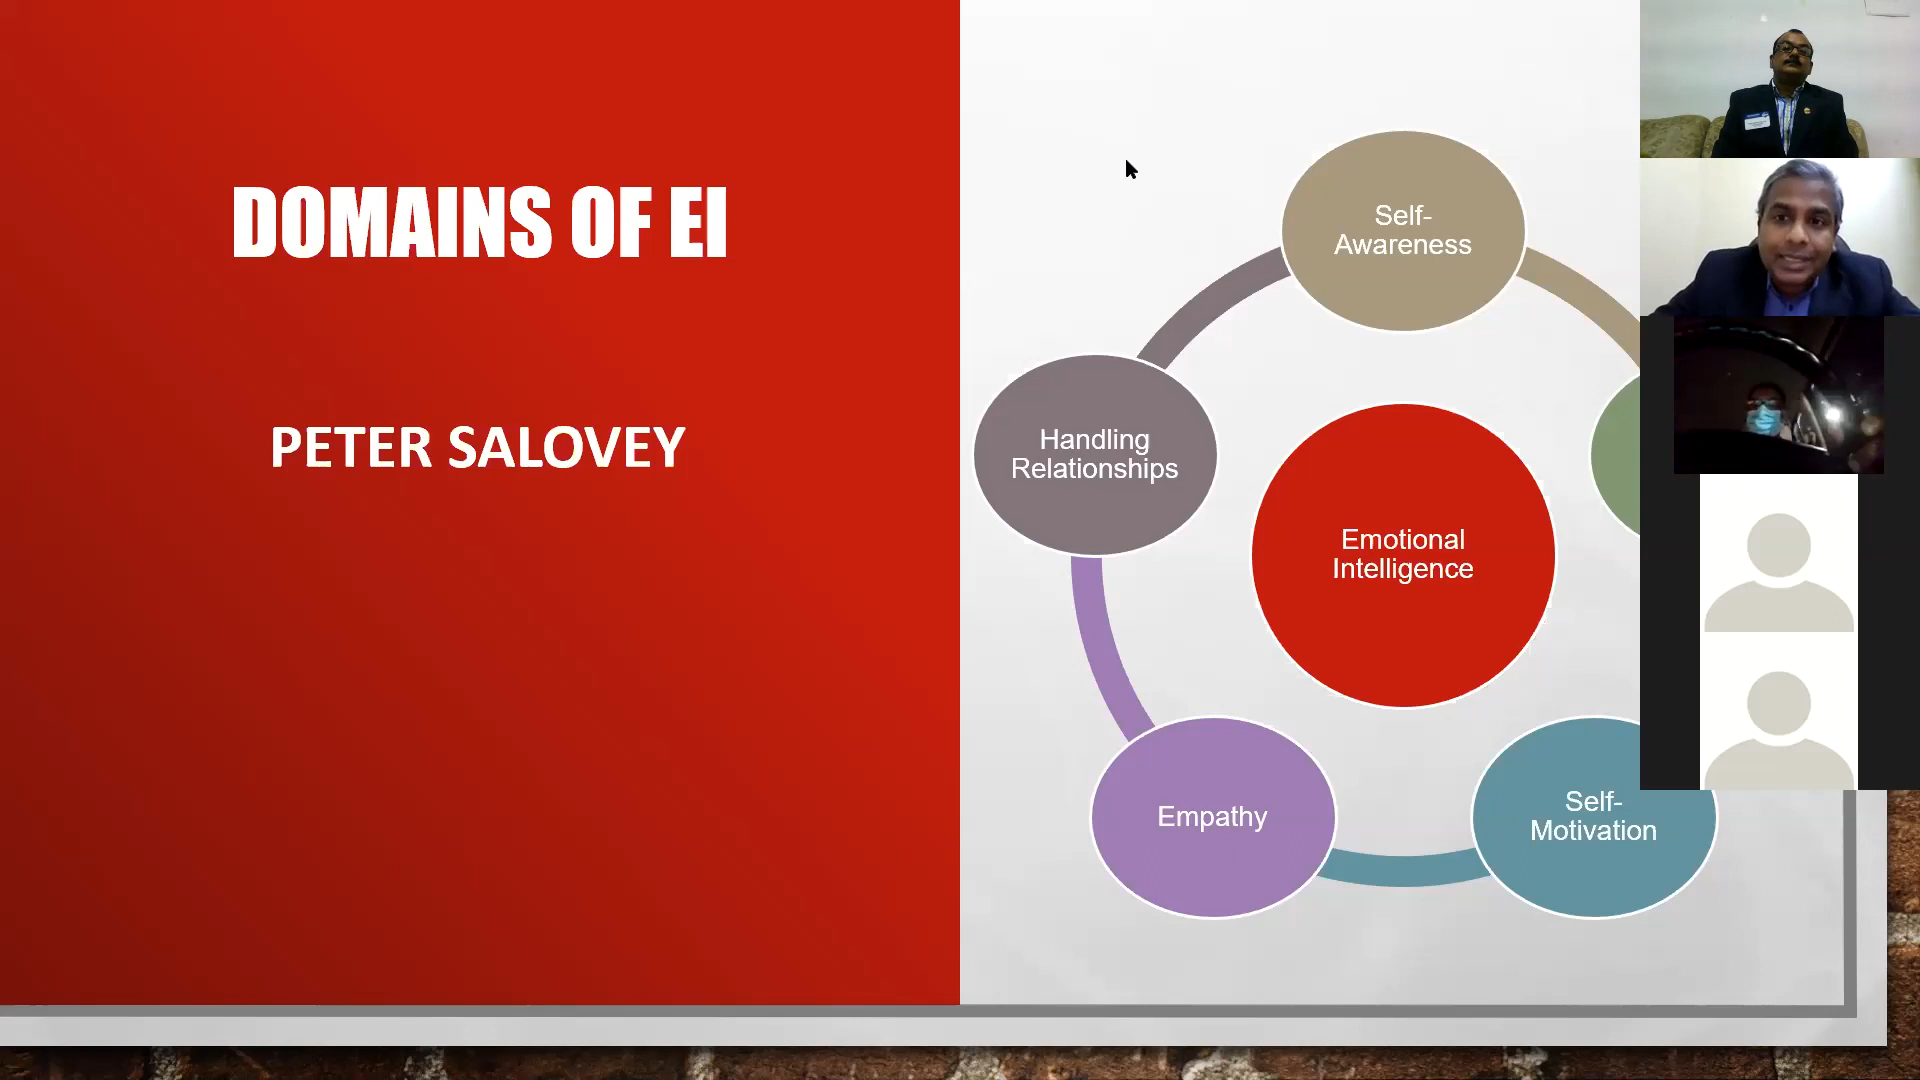 DOMAINS OF EI
PETER SALOVEY
Self-
Awareness
Handling
Relationships
Emotional
Intelligence
Empathy
Self-
Motivation